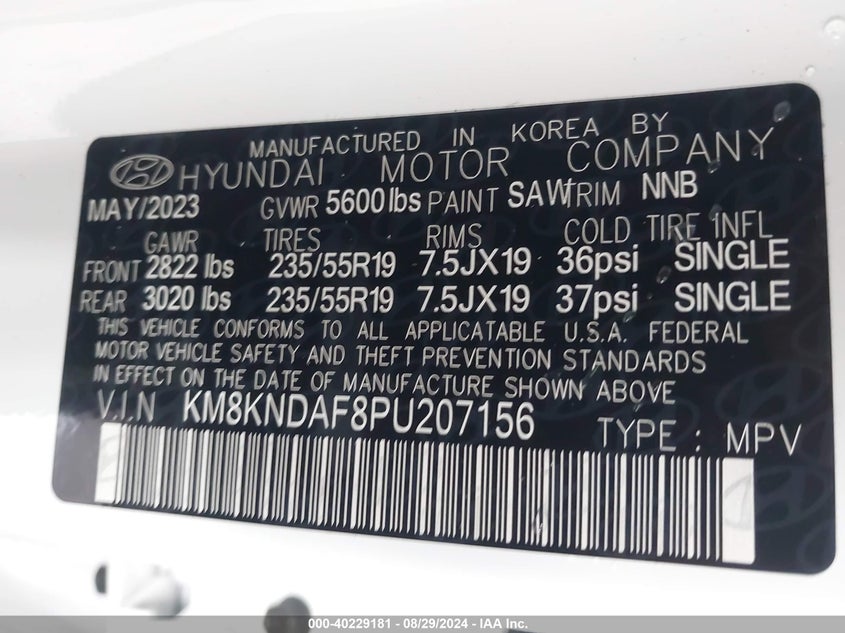 MANUFACTURED IN KOREA BY
HYUNDAI MOTOR COMPANY
MAY/2023 GVWR 5600lbs PAINT SAW TRIM NNB
GAWR TIRES RIMS COLD TIRE INFL
FRONT 2822 lbs 235/55R19 7.5JX19 36psi SINGLE
REAR 3020 lbs 235/55R19 7.5JX19 37psi SINGLE
THIS VEHICLE CONFORMS TO ALL APPLICATABLE U.S.A. FEDERAL
MOTOR VEHICLE SAFETY AND THEFT PREVENTION STANDARDS
IN EFFECT ON THE DATE OF MANUFACTURE SHOWN ABOVE
V.I.N KM8KNDAF8PU207156 TYPE : MPV
000-40229181 - 08/29/2024 - IAA Inc.